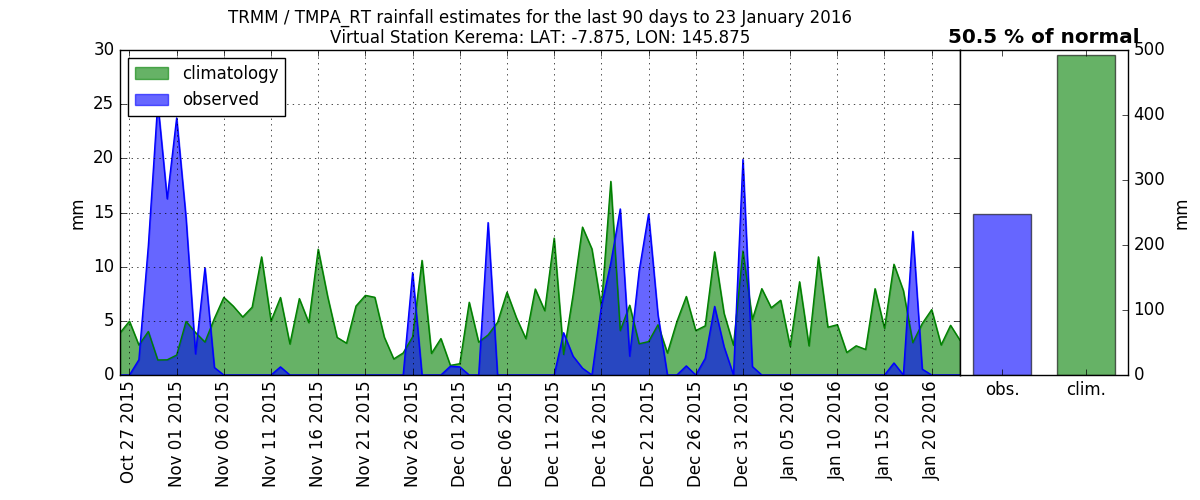 TRMM / TMPA_RT rainfall estimates for the last 90 days to 23 January 2016
Virtual Station Kerema: LAT: -7.875, LON: 145.875
50.5 % of normal
climatology
observed
30
25
20
15
10
5
0
mm
500
400
300
200
100
0
mm
Oct 27 2015
Nov 01 2015
Nov 06 2015
Nov 11 2015
Nov 16 2015
Nov 21 2015
Nov 26 2015
Dec 01 2015
Dec 06 2015
Dec 11 2015
Dec 16 2015
Dec 21 2015
Dec 26 2015
Dec 31 2015
Jan 05 2016
Jan 10 2016
Jan 15 2016
Jan 20 2016
obs.
clim.